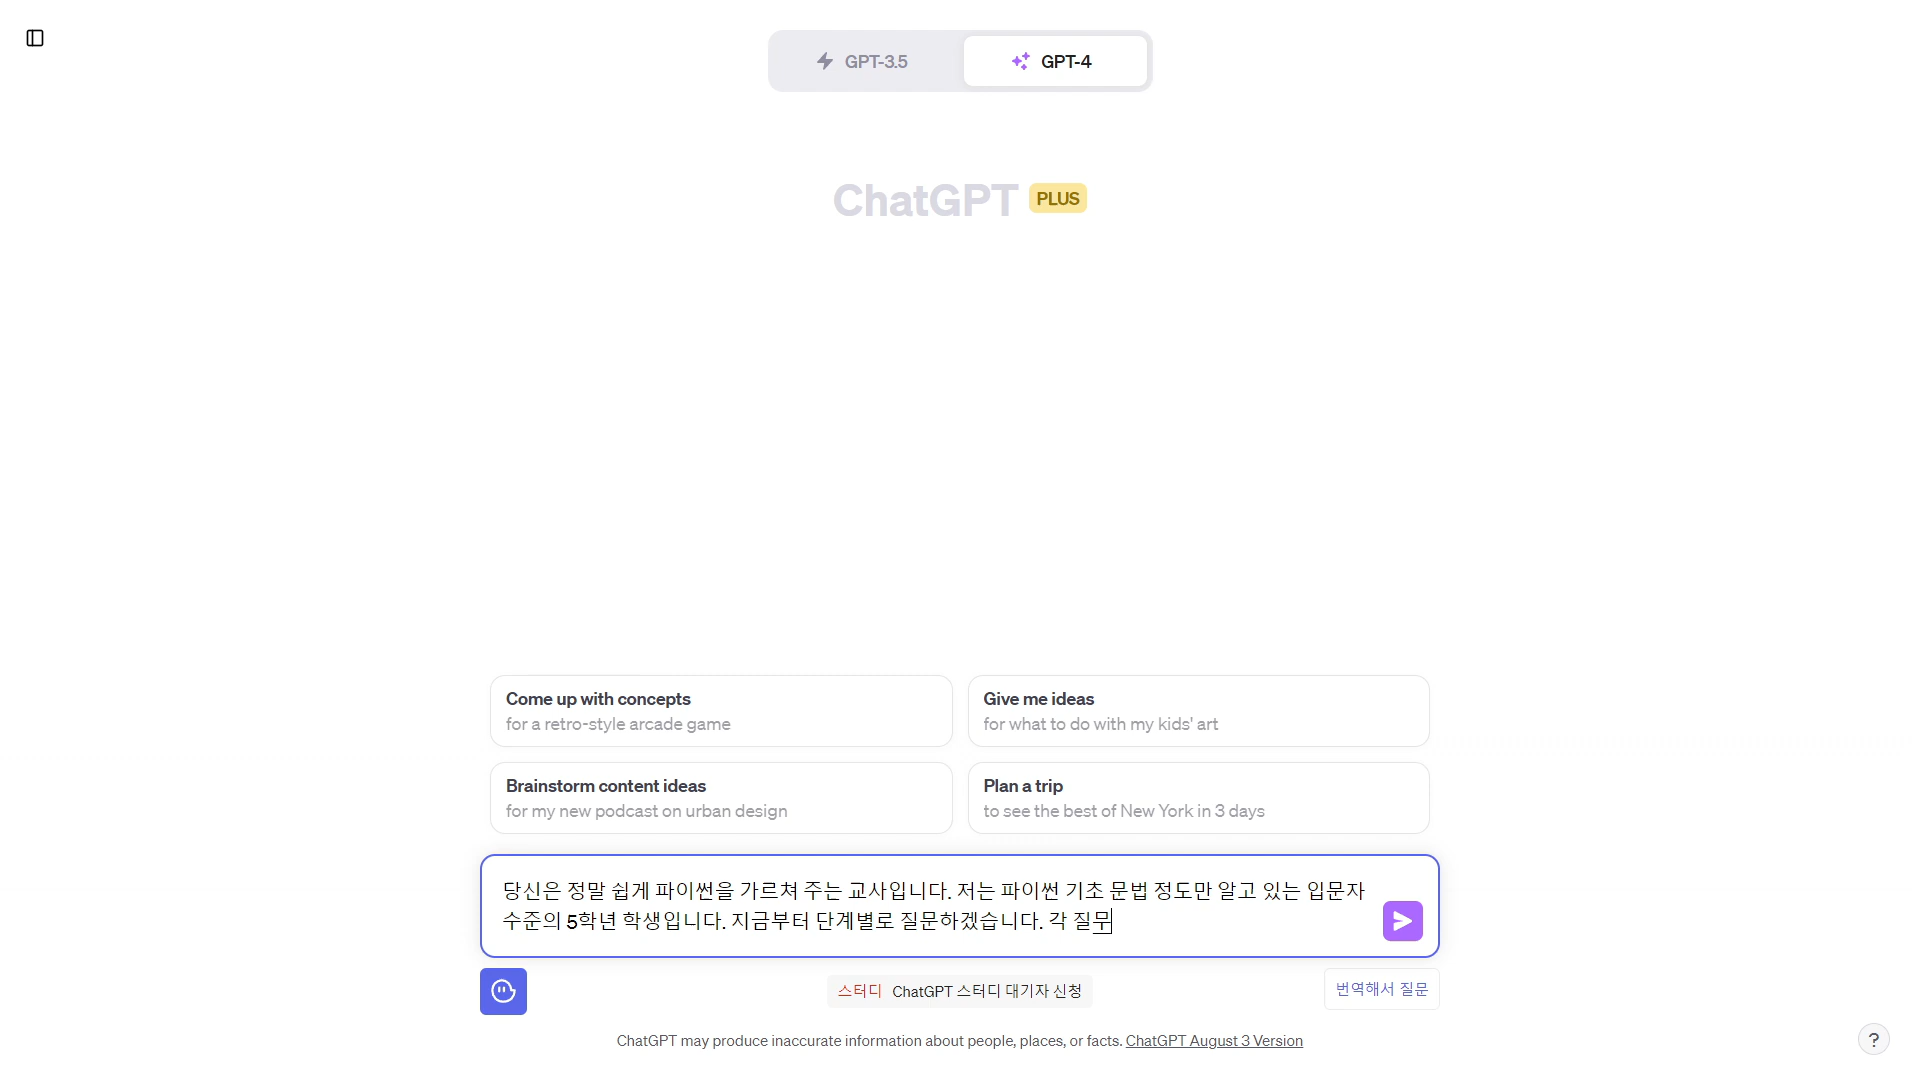 GPT-3.5
GPT-4
ChatGPT PLUS
Come up with concepts
for a retro-style arcade game
Give me ideas
for what to do with my kids' art
Brainstorm content ideas
for my new podcast on urban design
Plan a trip
to see the best of New York in 3 days
당신은 정말 쉽게 파이썬을 가르쳐 주는 교사입니다. 저는 파이썬 기초 문법 정도만 알고 있는 입문자
수준의 5학년 학생입니다. 지금부터 단계별로 질문하겠습니다. 각 질무
스터디 ChatGPT 스터디 대기자 신청
번역해서 질문
ChatGPT may produce inaccurate information about people, places, or facts. ChatGPT August 3 Version
?